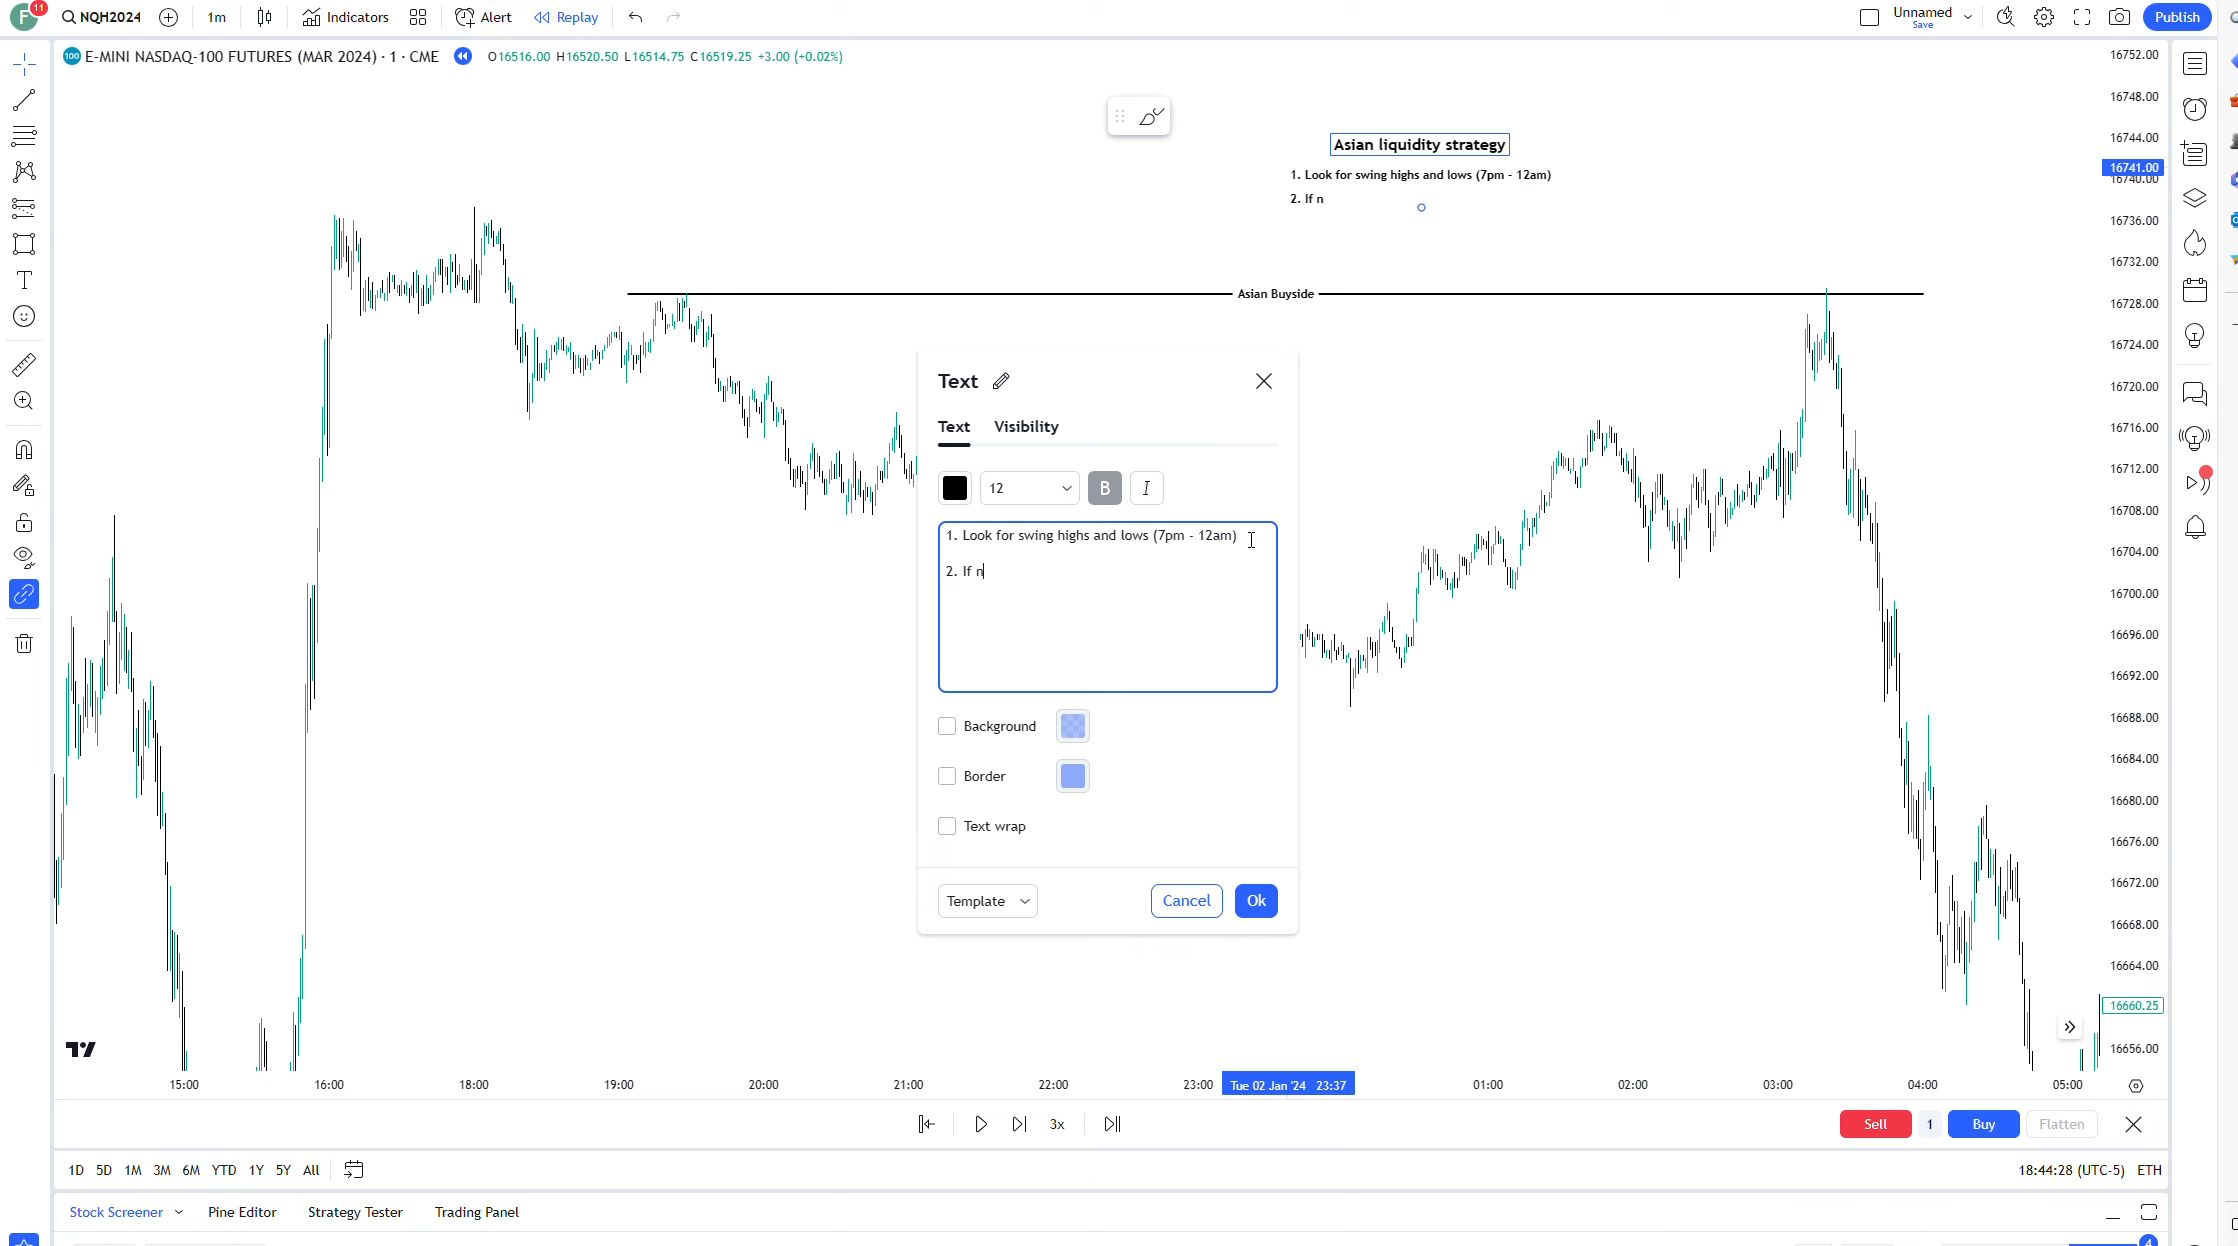 11
NQH2024
1m
Indicators
Alert
Replay
Unnamed
Save
Publish
100 E-MINI NASDAQ-100 FUTURES (MAR 2024) · 1 · CME
O16516.00 H16520.50 L16514.75 C16519.25 +3.00 (+0.02%)
Asian liquidity strategy
1. Look for swing highs and lows (7pm - 12am)
2. If n
Asian Buyside
Text
Text Visibility
12
B
I
1. Look for swing highs and lows (7pm - 12am)
2. If n
Background
Border
Text wrap
Template
Cancel
Ok
16752.00
16748.00
16744.00
16741.00
16740.00
16736.00
16732.00
16728.00
16724.00
16720.00
16716.00
16712.00
16708.00
16704.00
16700.00
16696.00
16692.00
16688.00
16684.00
16680.00
16676.00
16672.00
16668.00
16664.00
16660.25
16656.00
15:00 16:00 18:00 19:00 20:00 21:00 22:00 23:00 Tue 02 Jan '24 23:37 01:00 02:00 03:00 04:00 05:00
3x
Sell
1
Buy
Flatten
1D 5D 1M 3M 6M YTD 1Y 5Y All
18:44:28 (UTC-5) ETH
Stock Screener Pine Editor Strategy Tester Trading Panel